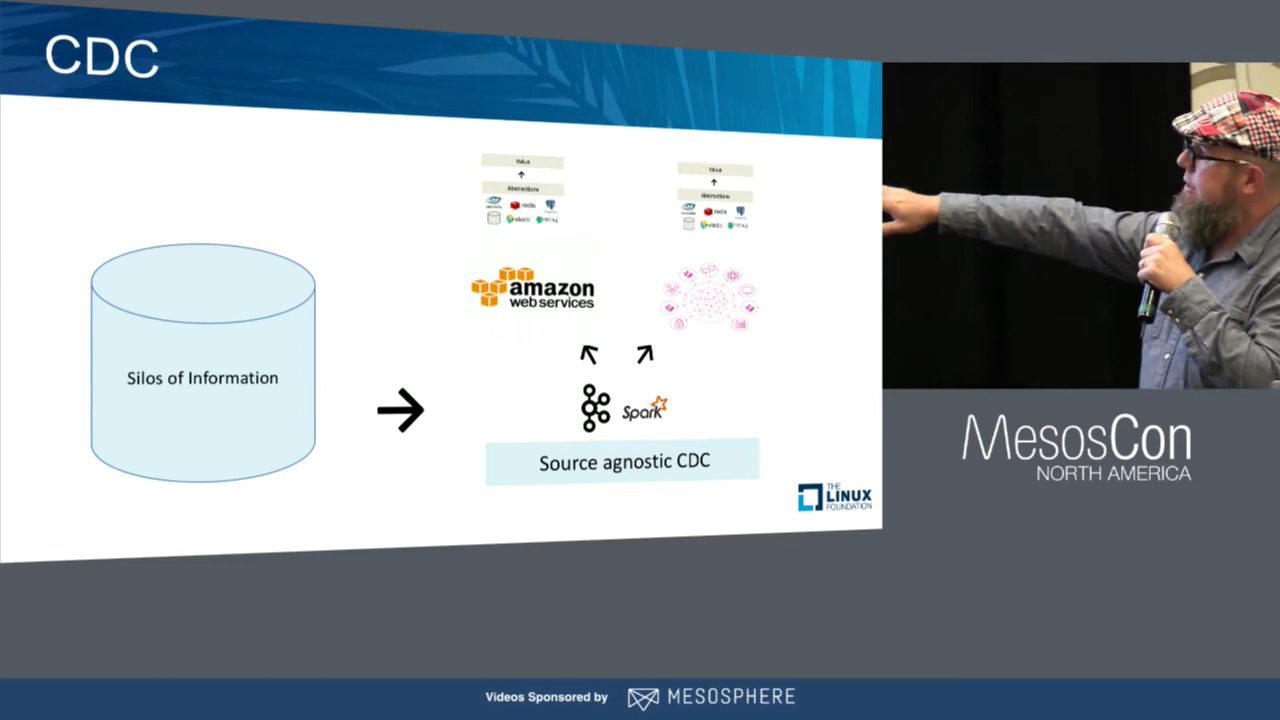 CDC
Value
Abstractions
redis
elastic
Value
Abstractions
redis
elastic
amazon
web services
Silos of Information
Spark
Source agnostic CDC
THE
LINUX
FOUNDATION
MesosCon
NORTH AMERICA
Videos Sponsored by MESOSPHERE